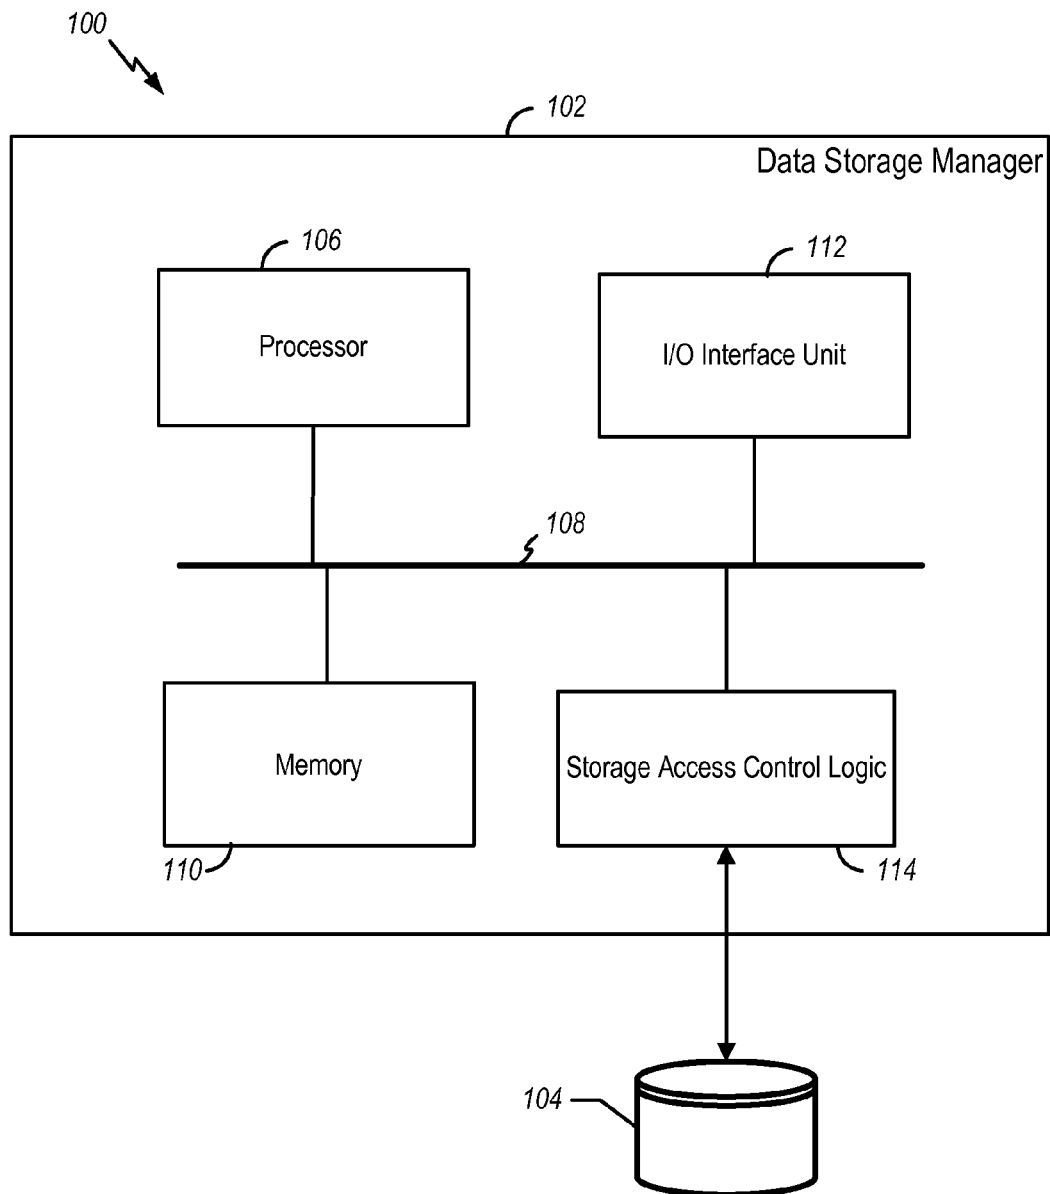 100
102
Data Storage Manager
106
112
Processor
I/O Interface Unit
108
Memory
Storage Access Control Logic
110
114
104